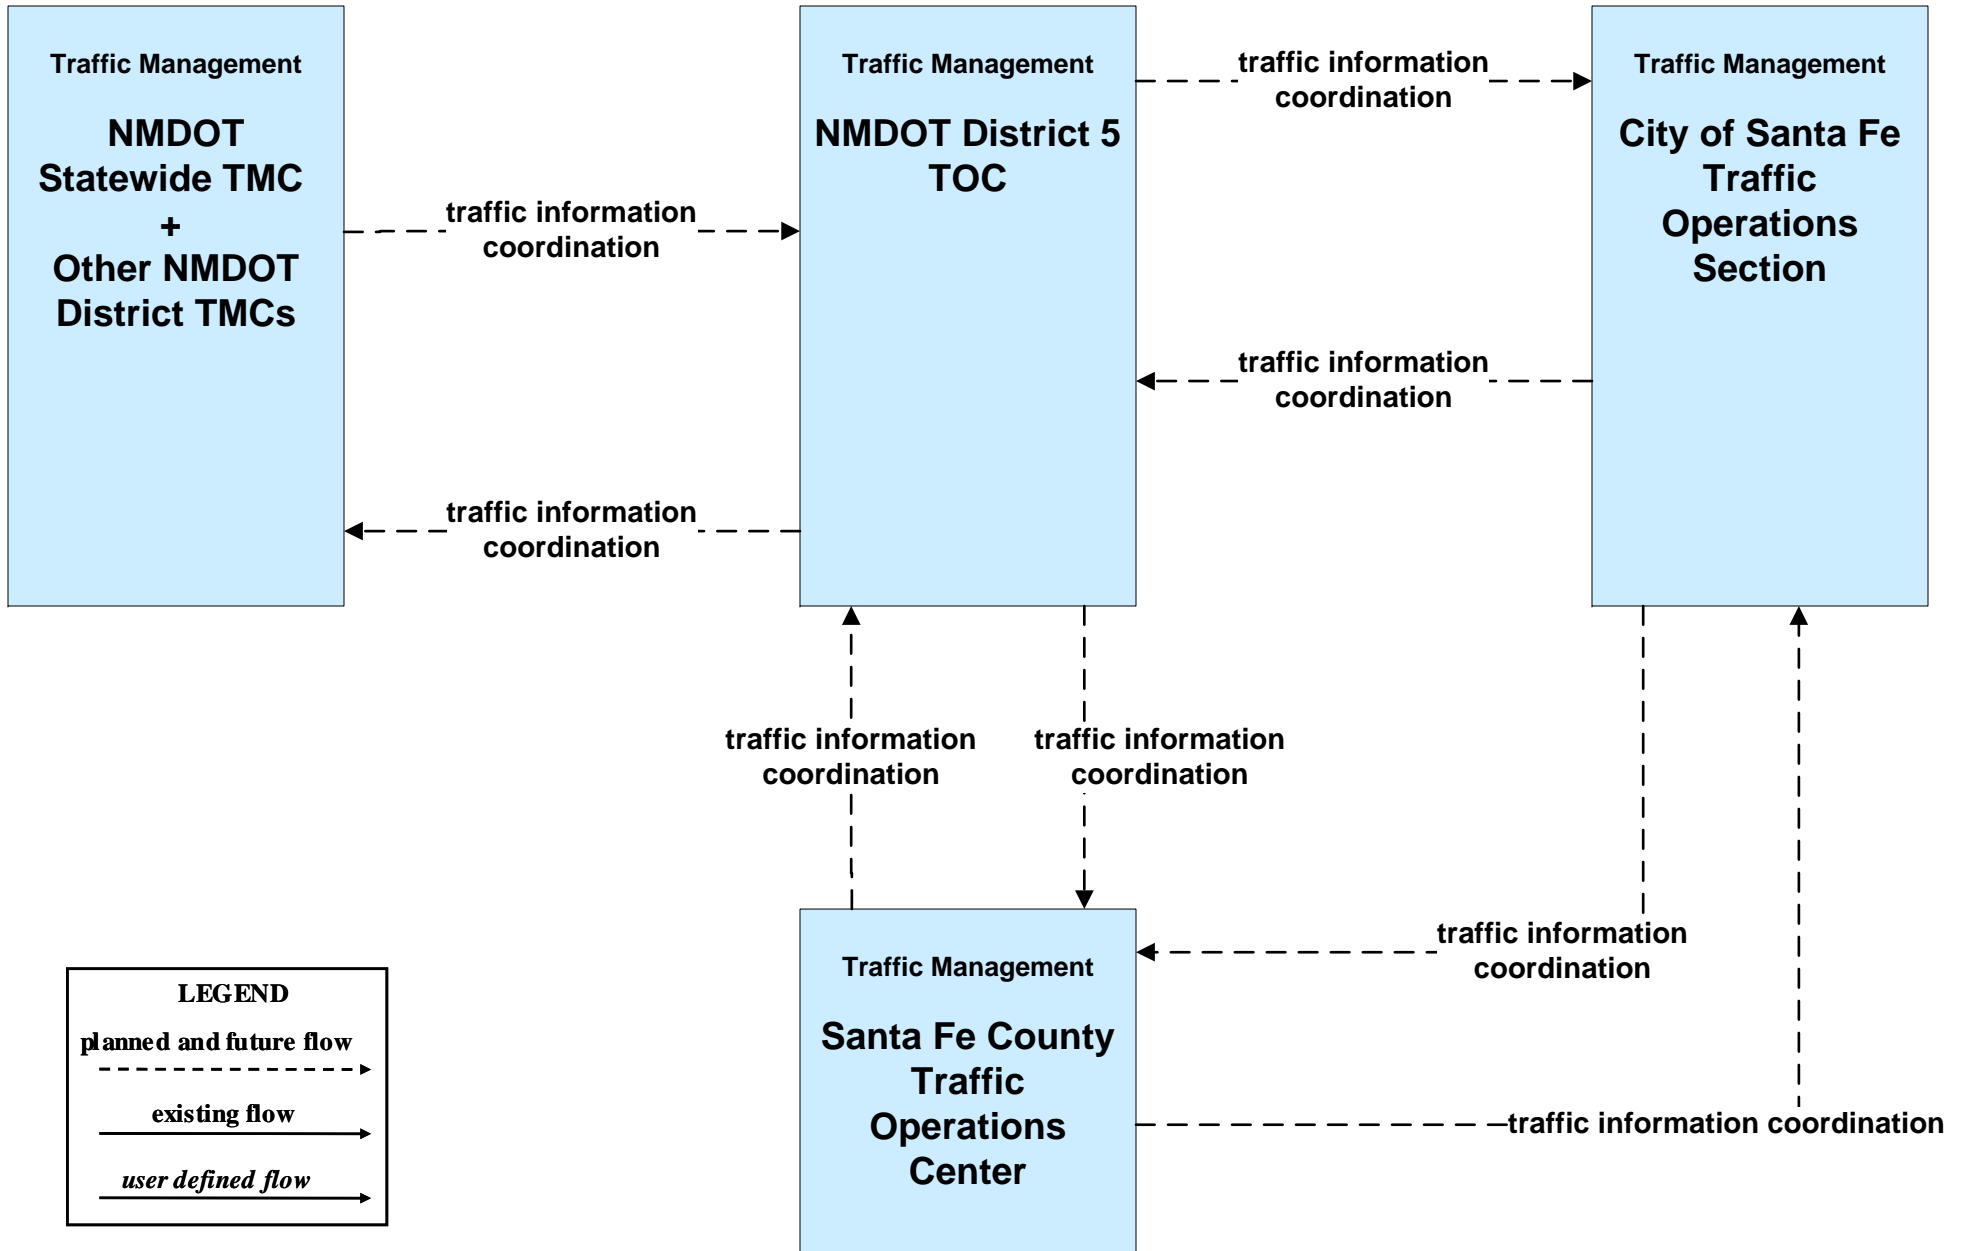 Traffic Management
NMDOT
Statewide TMC
+
Other NMDOT
District TMCs
traffic information
coordination
traffic information
coordination
Traffic Management
NMDOT District 5
TOC
traffic information
coordination
traffic information
coordination
Traffic Management
City of Santa Fe
Traffic
Operations
Section
traffic information
coordination
traffic information
coordination
traffic information
coordination
Traffic Management
Santa Fe County
Traffic
Operations
Center
traffic information coordination
LEGEND
planned and future flow
existing flow
user defined flow